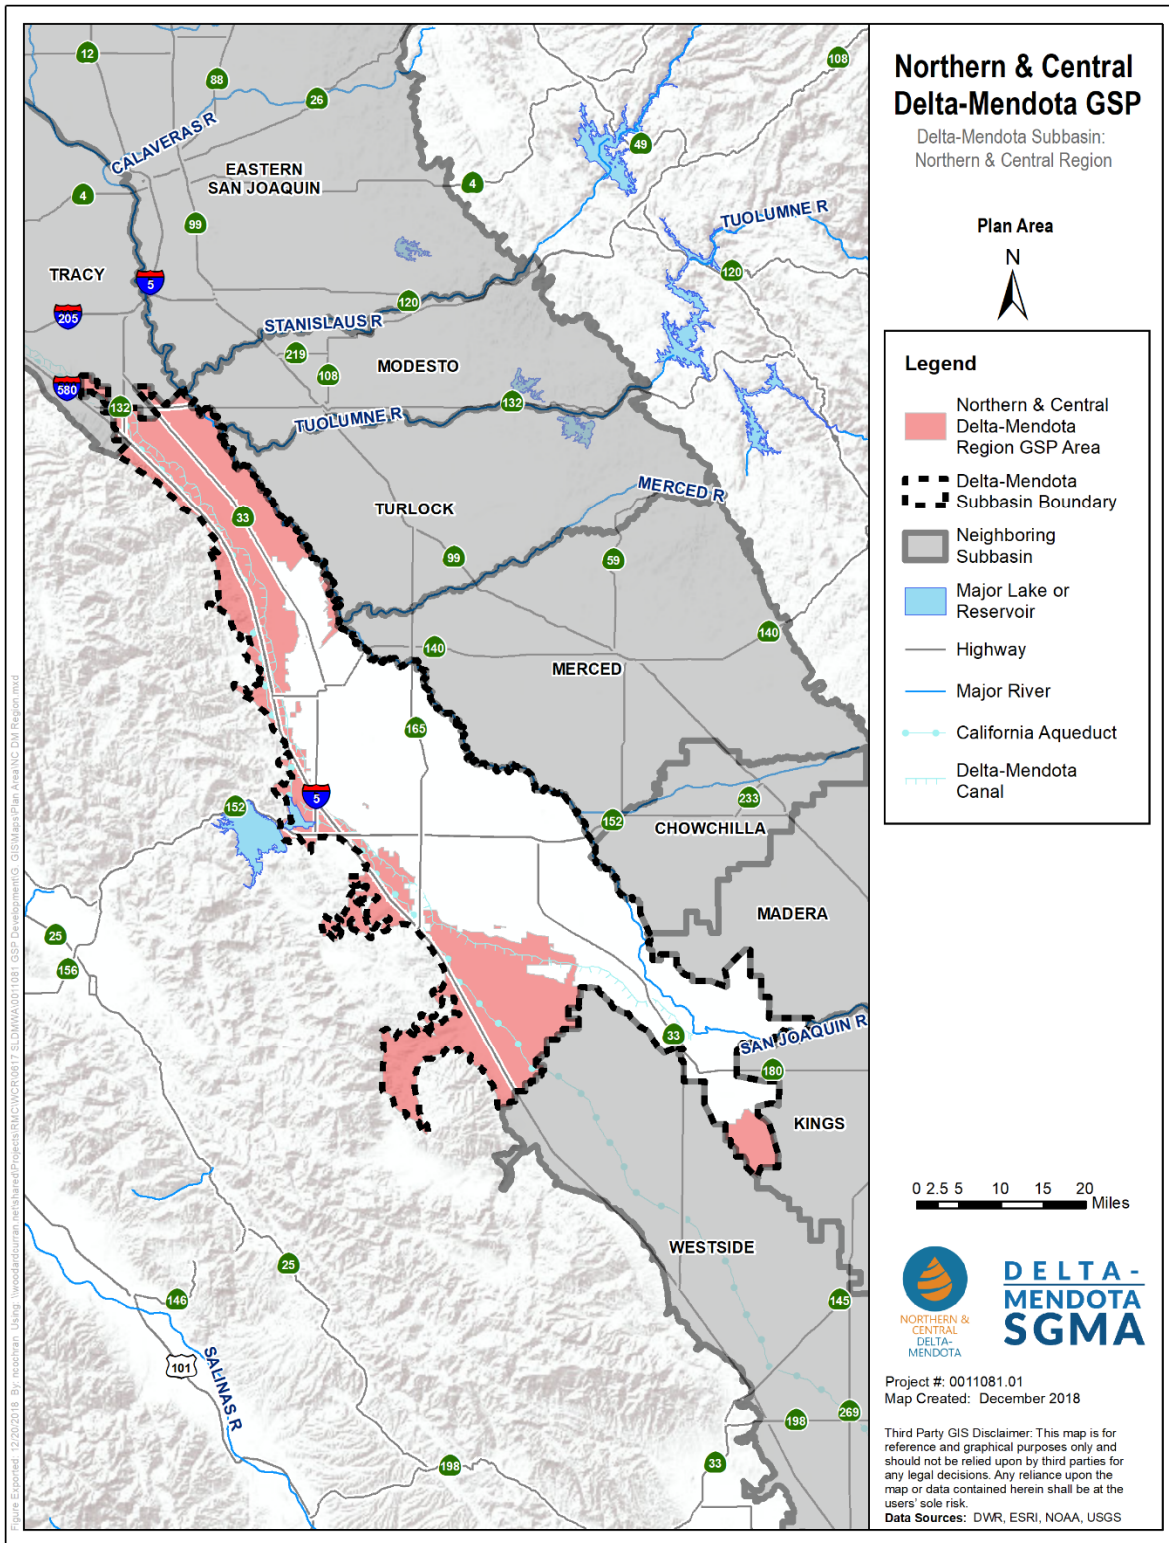 Northern & Central
Delta-Mendota GSP
Delta-Mendota Subbasin:
Northern & Central Region
Plan Area
N
Legend
Northern & Central
Delta-Mendota
Region GSP Area
Delta-Mendota
Subbasin Boundary
Neighboring
Subbasin
Major Lake or
Reservoir
Highway
Major River
California Aqueduct
Delta-Mendota
Canal
0 2.5 5 10 15 20
Miles
NORTHERN &
CENTRAL
DELTA-
MENDOTA
DELTA-
MENDOTA
SGMA
Project #: 0011081.01
Map Created: December 2018
Third Party GIS Disclaimer: This map is for
reference and graphical purposes only and
should not be relied upon by third parties for
any legal decisions. Any reliance upon the
map or data contained herein shall be at the
users' sole risk.
Data Sources: DWR, ESRI, NOAA, USGS
12
88
26
108
CALAVERAS R
49
EASTERN
SAN JOAQUIN
4
4
99
TUOLUMNE R
TRACY
5
120
205
120
STANISLAUS R
219
MODESTO
108
580
132
132
TUOLUMNE R
MERCED R
TURLOCK
33
99
59
140
140
MERCED
165
5
152
233
152
CHOWCHILLA
MADERA
25
156
33
SAN JOAQUIN R
180
KINGS
WESTSIDE
25
146
145
101
SALINAS R
269
198
33
198
Figure Exported: 12/20/2018 By: ncochran Using: